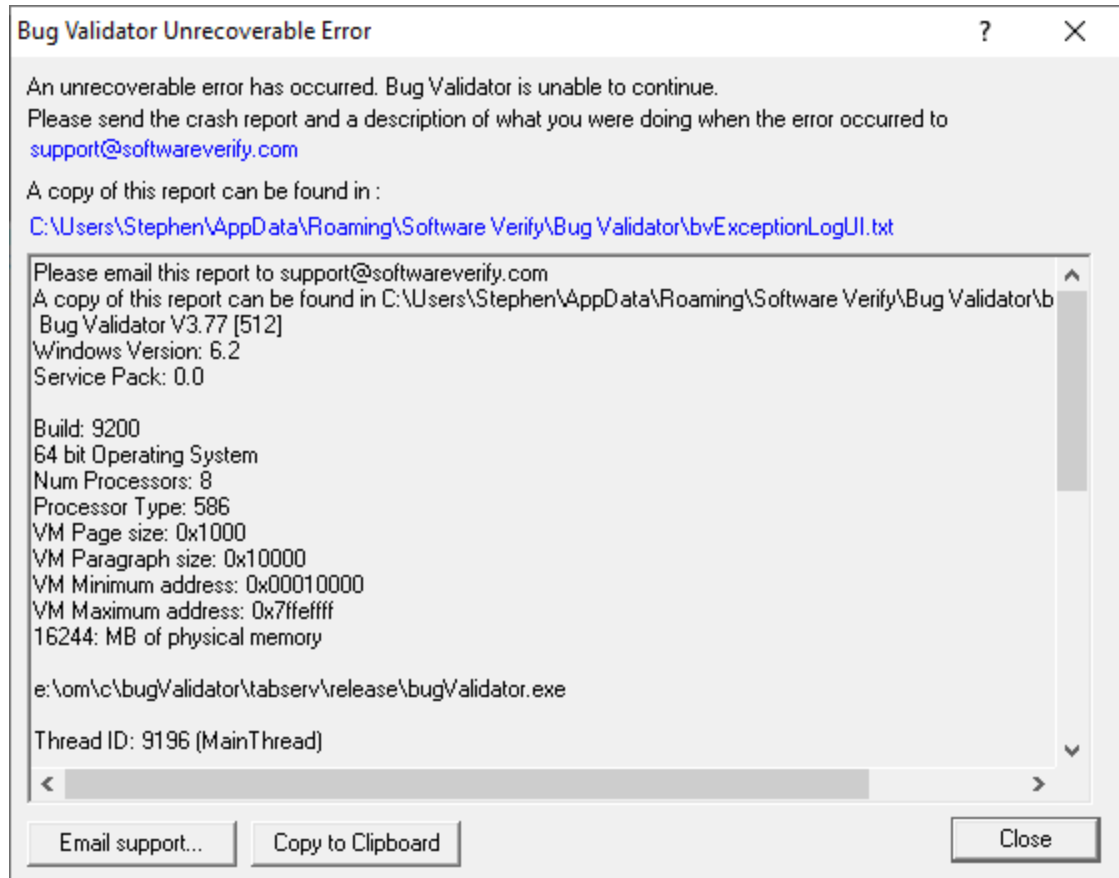 Bug Validator Unrecoverable Error
?
An unrecoverable error has occurred. Bug Validator is unable to continue.
Please send the crash report and a description of what you were doing when the error occurred to
support@softwareverify.com
A copy of this report can be found in :
C:\Users\Stephen\AppData\Roaming\Software Verify\Bug Validator\bvExceptionLogUI.txt
Please email this report to support@softwareverify.com
A copy of this report can be found in C:\Users\Stephen\AppData\Roaming\Software Verify\Bug Validator\b
Bug Validator V3.77 [512]
Windows Version: 6.2
Service Pack: 0.0
Build: 9200
64 bit Operating System
Num Processors: 8
Processor Type: 586
VM Page size: 0x1000
VM Paragraph size: 0x10000
VM Minimum address: 0x00010000
VM Maximum address: 0x7ffeffff
16244: MB of physical memory
e:\om\c\bugValidator\tabserv\release\bugValidator.exe
Thread ID: 9196 (MainThread)
Email support... Copy to Clipboard Close